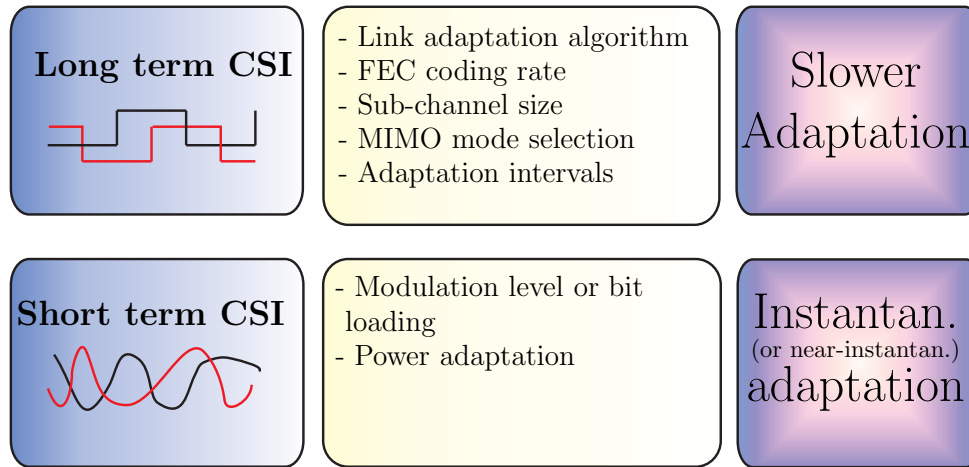 Long term CSI
- Link adaptation algorithm
- FEC coding rate
- Sub-channel size
- MIMO mode selection
- Adaptation intervals
Slower
Adaptation
Short term CSI
- Modulation level or bit
loading
- Power adaptation
Instantan.
(or near-instantan.)
adaptation